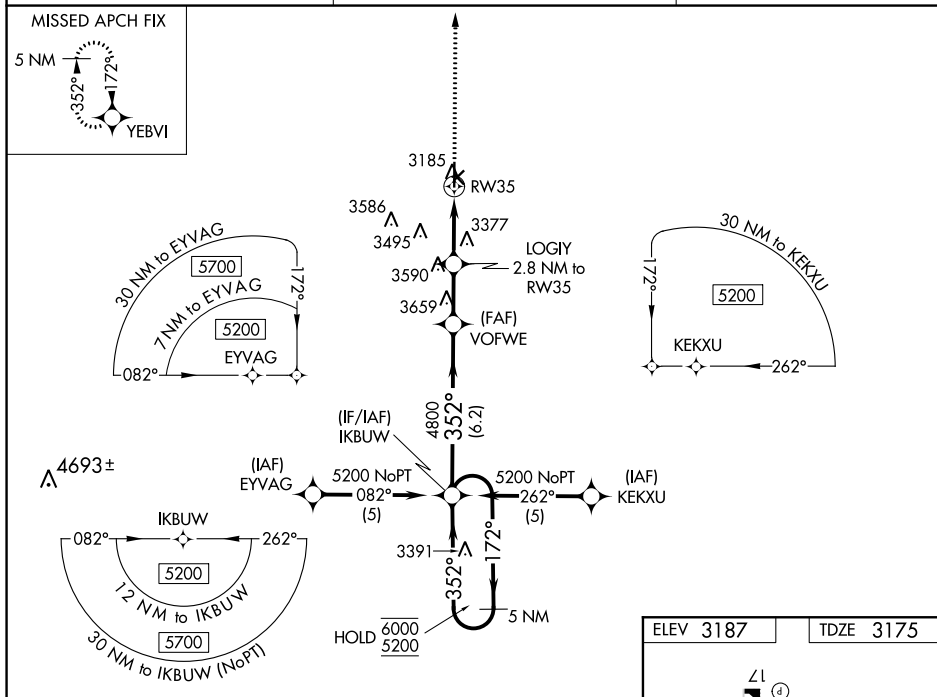 MISSED APCH FIX
5 NM
352°
172°
YEBVI
3185
RW35
3586
3495
3377
3590
LOGIY
2.8 NM to
RW35
3659
(FAF)
VOFWE
30 NM to EYVAG
5700
172°
7 NM to EYVAG
5200
EYVAG
082°
30 NM to KEKXU
172°
5200
KEKXU
262°
4800
352°
(6.2)
(IF/IAF)
IKBUW
4693±
(IAF)
EYVAG
5200 NoPT
082°
(5)
5200 NoPT
262°
(5)
(IAF)
KEKXU
IKBUW
082°
262°
5200
12 NM to IKBUW
5700
30 NM to IKBUW (NoPT)
3391
352°
172°
5 NM
HOLD
6000
5200
ELEV 3187
TDZE 3175
17
P